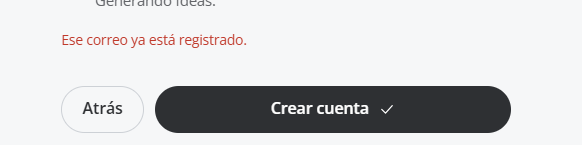 Generando ideas.
Ese correo ya está registrado.
Atrás
Crear cuenta